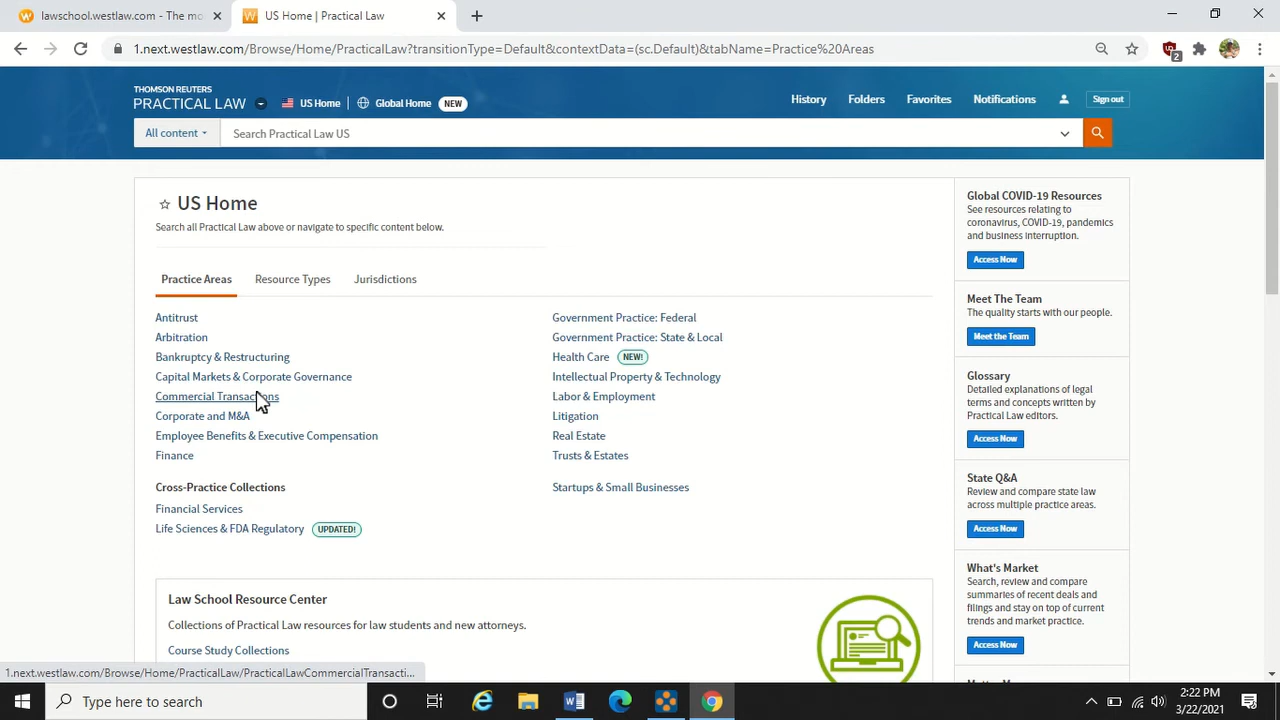 lawschool.westlaw.com - The mo
US Home | Practical Law
1.next.westlaw.com/Browse/Home/PracticalLaw?transitionType=Default&contextData=(sc.Default)&tabName=Practice%20Areas
2
THOMSON REUTERS
PRACTICAL LAW
US Home
Global Home NEW
History
Folders
Favorites
Notifications
Sign out
All content
Search Practical Law US
US Home
Search all Practical Law above or navigate to specific content below.
Practice Areas
Resource Types
Jurisdictions
Antitrust
Arbitration
Bankruptcy & Restructuring
Capital Markets & Corporate Governance
Commercial Transactions
Corporate and M&A
Employee Benefits & Executive Compensation
Finance
Government Practice: Federal
Government Practice: State & Local
Health Care NEW!
Intellectual Property & Technology
Labor & Employment
Litigation
Real Estate
Trusts & Estates
Cross-Practice Collections
Financial Services
Life Sciences & FDA Regulatory UPDATED!
Startups & Small Businesses
Law School Resource Center
Collections of Practical Law resources for law students and new attorneys.
Course Study Collections
Global COVID-19 Resources
See resources relating to
coronavirus, COVID-19, pandemics
and business interruption.
Access Now
Meet The Team
The quality starts with our people.
Meet the Team
Glossary
Detailed explanations of legal
terms and concepts written by
Practical Law editors.
Access Now
State Q&A
Review and compare state law
across multiple practice areas.
Access Now
What's Market
Search, review and compare
summaries of recent deals and
filings and stay on top of current
trends and market practice.
Access Now
1.next.westlaw.com/Browse/Home/PracticalLaw/PracticalLawCommercialTransacti...
Type here to search
2:22 PM
3/22/2021